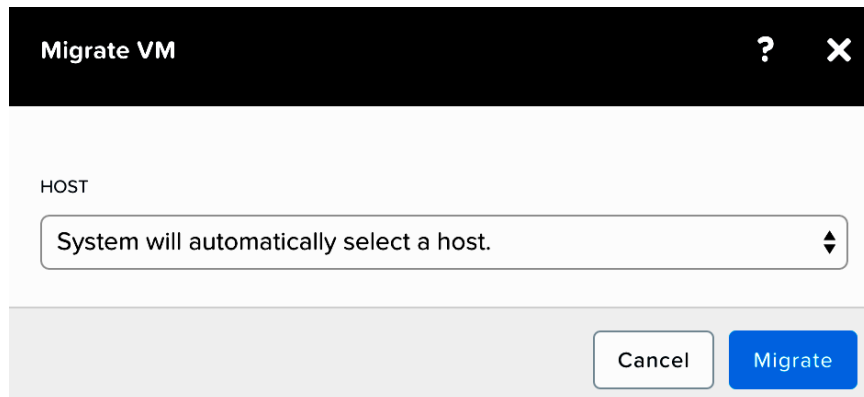 Migrate VM ?
HOST
System will automatically select a host.
Cancel Migrate